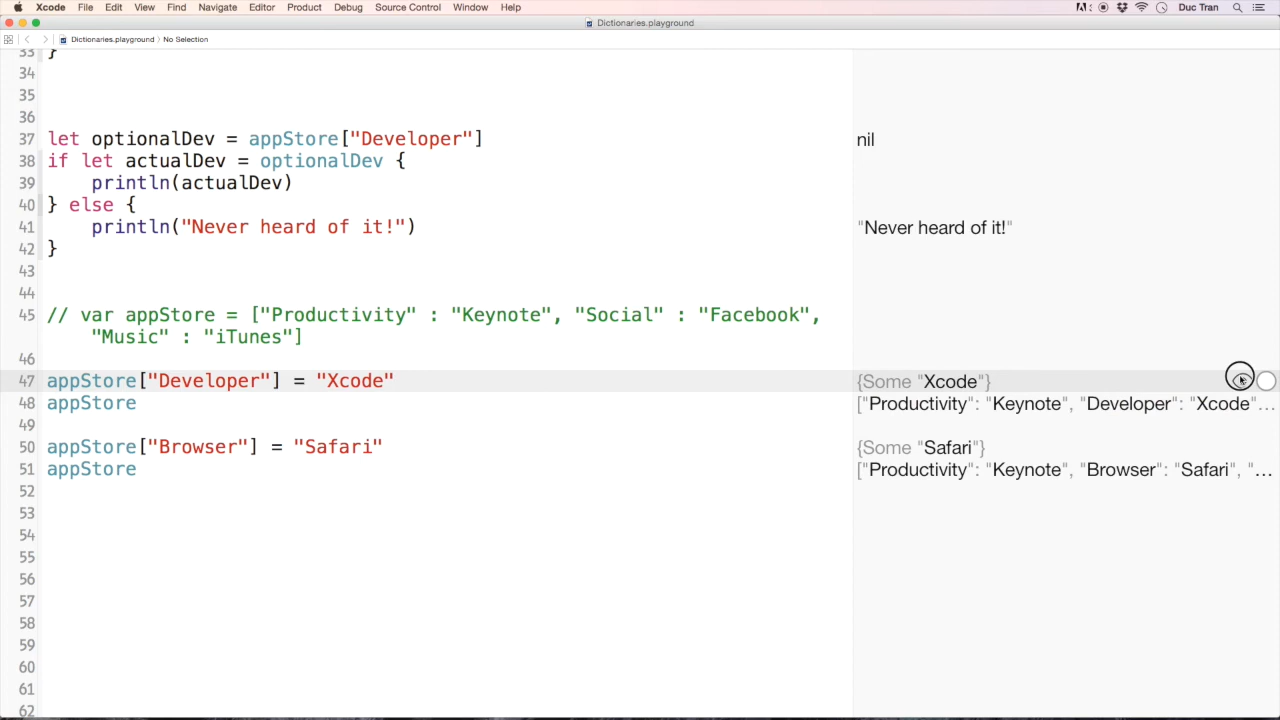 Xcode File Edit View Find Navigate Editor Product Debug Source Control Window Help Duc Tran
Dictionaries.playground
Dictionaries.playground › No Selection
33 }
34
35
36
37 let optionalDev = appStore["Developer"] nil
38 if let actualDev = optionalDev {
39 println(actualDev)
40 } else {
41 println("Never heard of it!") "Never heard of it!"
42 }
43
44
45 // var appStore = ["Productivity" : "Keynote", "Social" : "Facebook",
"Music" : "iTunes"]
46
47 appStore["Developer"] = "Xcode" {Some "Xcode"}
48 appStore ["Productivity": "Keynote", "Developer": "Xcode"...
49
50 appStore["Browser"] = "Safari" {Some "Safari"}
51 appStore ["Productivity": "Keynote", "Browser": "Safari", "...
52
53
54
55
56
57
58
59
60
61
62